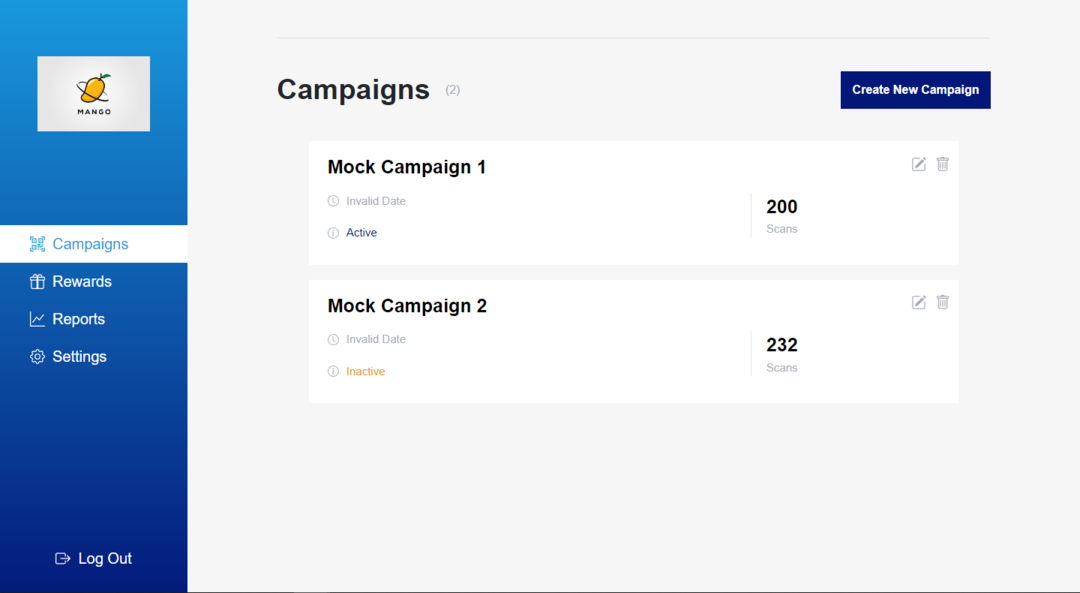 MANGO
Campaigns
Rewards
Reports
Settings
Log Out
Campaigns (2)
Create New Campaign
Mock Campaign 1
Invalid Date
Active
200
Scans
Mock Campaign 2
Invalid Date
Inactive
232
Scans